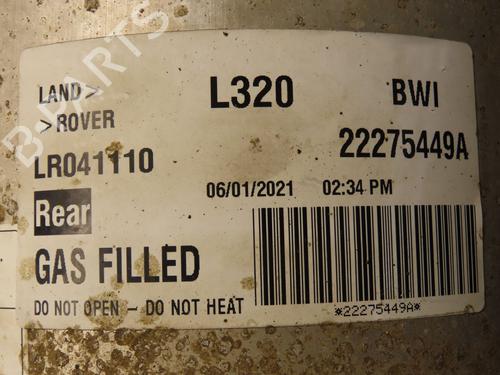 LAND > L320 BWI
> ROVER
LR041110 22275449A
06/01/2021 02:34 PM
Rear
GAS FILLED
DO NOT OPEN - DO NOT HEAT
*22275449A*
B-PARTS